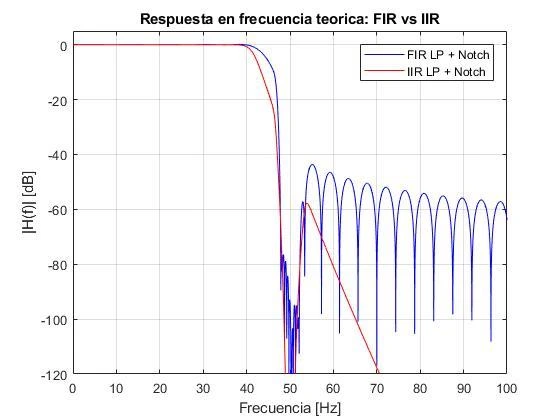 Respuesta en frecuencia teorica: FIR vs IIR
FIR LP + Notch
IIR LP + Notch
|H(f)| [dB]
0
-20
-40
-60
-80
-100
-120
0 10 20 30 40 50 60 70 80 90 100
Frecuencia [Hz]